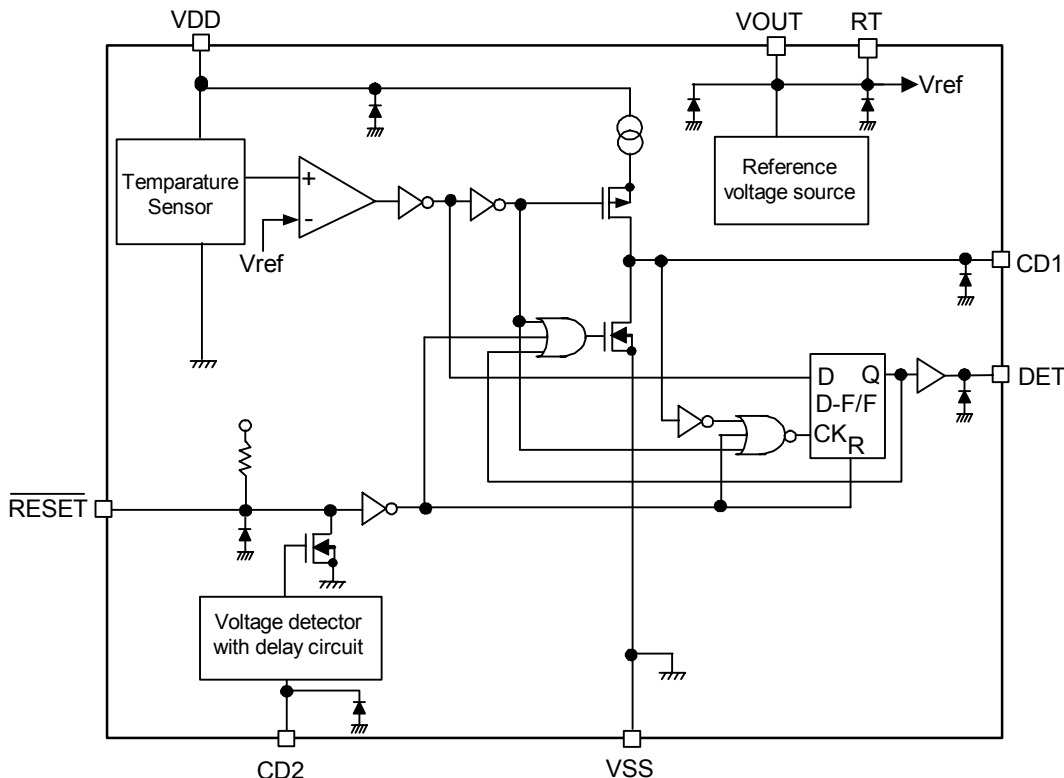 VDD
VOUT
RT
Vref
Temparature
Sensor
+
-
Vref
Reference
voltage source
CD1
D
Q
D-F/F
CK
R
DET
RESET
Voltage detector
with delay circuit
CD2
VSS